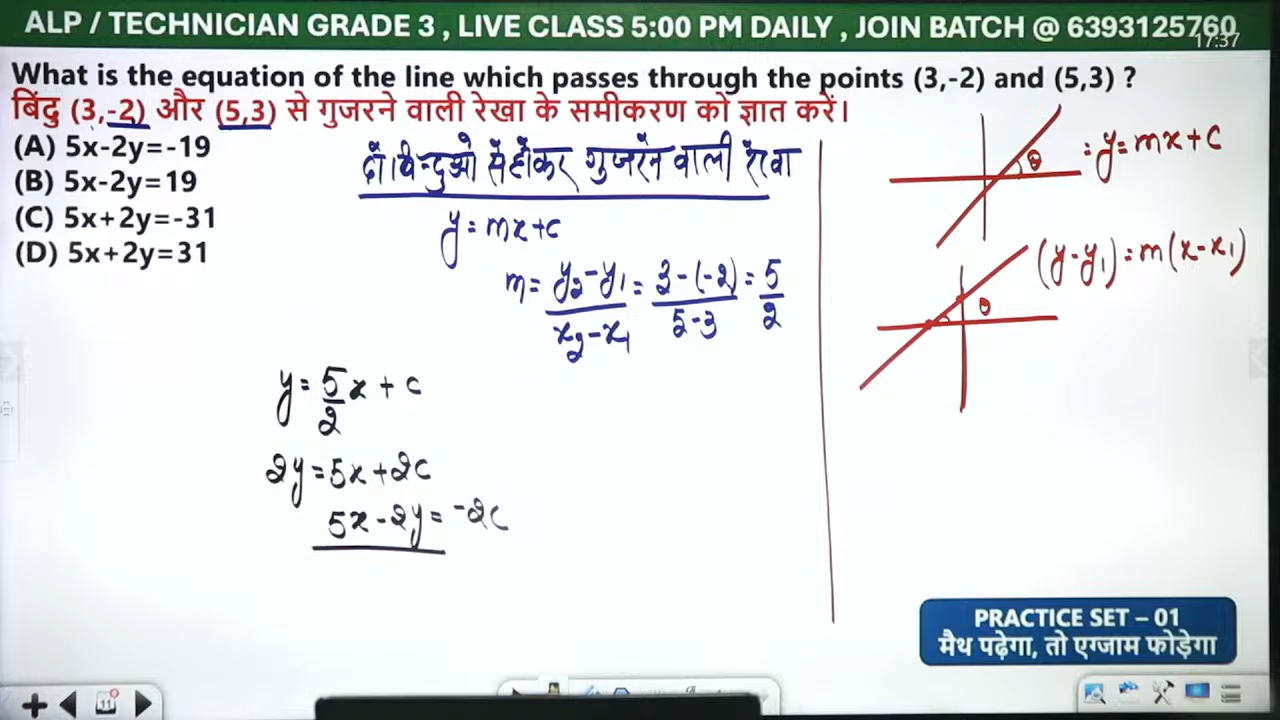 ALP / TECHNICIAN GRADE 3 , LIVE CLASS 5:00 PM DAILY , JOIN BATCH @ 6393125760
17:37
What is the equation of the line which passes through the points (3,-2) and (5,3) ?
बिंदु (3,-2) और (5,3) से गुजरने वाली रेखा के समीकरण को ज्ञात करें।
(A) 5x-2y=-19
(B) 5x-2y=19
(C) 5x+2y=-31
(D) 5x+2y=31
दो बिन्दुओ से होकर गुजरने वाली रेखा
y = mx+c
m = y₂-y₁/x₂-x₁ = 3-(-2)/5-3 = 5/2
y = 5/2 x + c
2y = 5x+2c
5x-2y = -2c
θ : y = mx+c
(y-y₁) = m(x-x₁)
θ
PRACTICE SET – 01
मैथ पढ़ेगा, तो एग्जाम फोड़ेगा
11